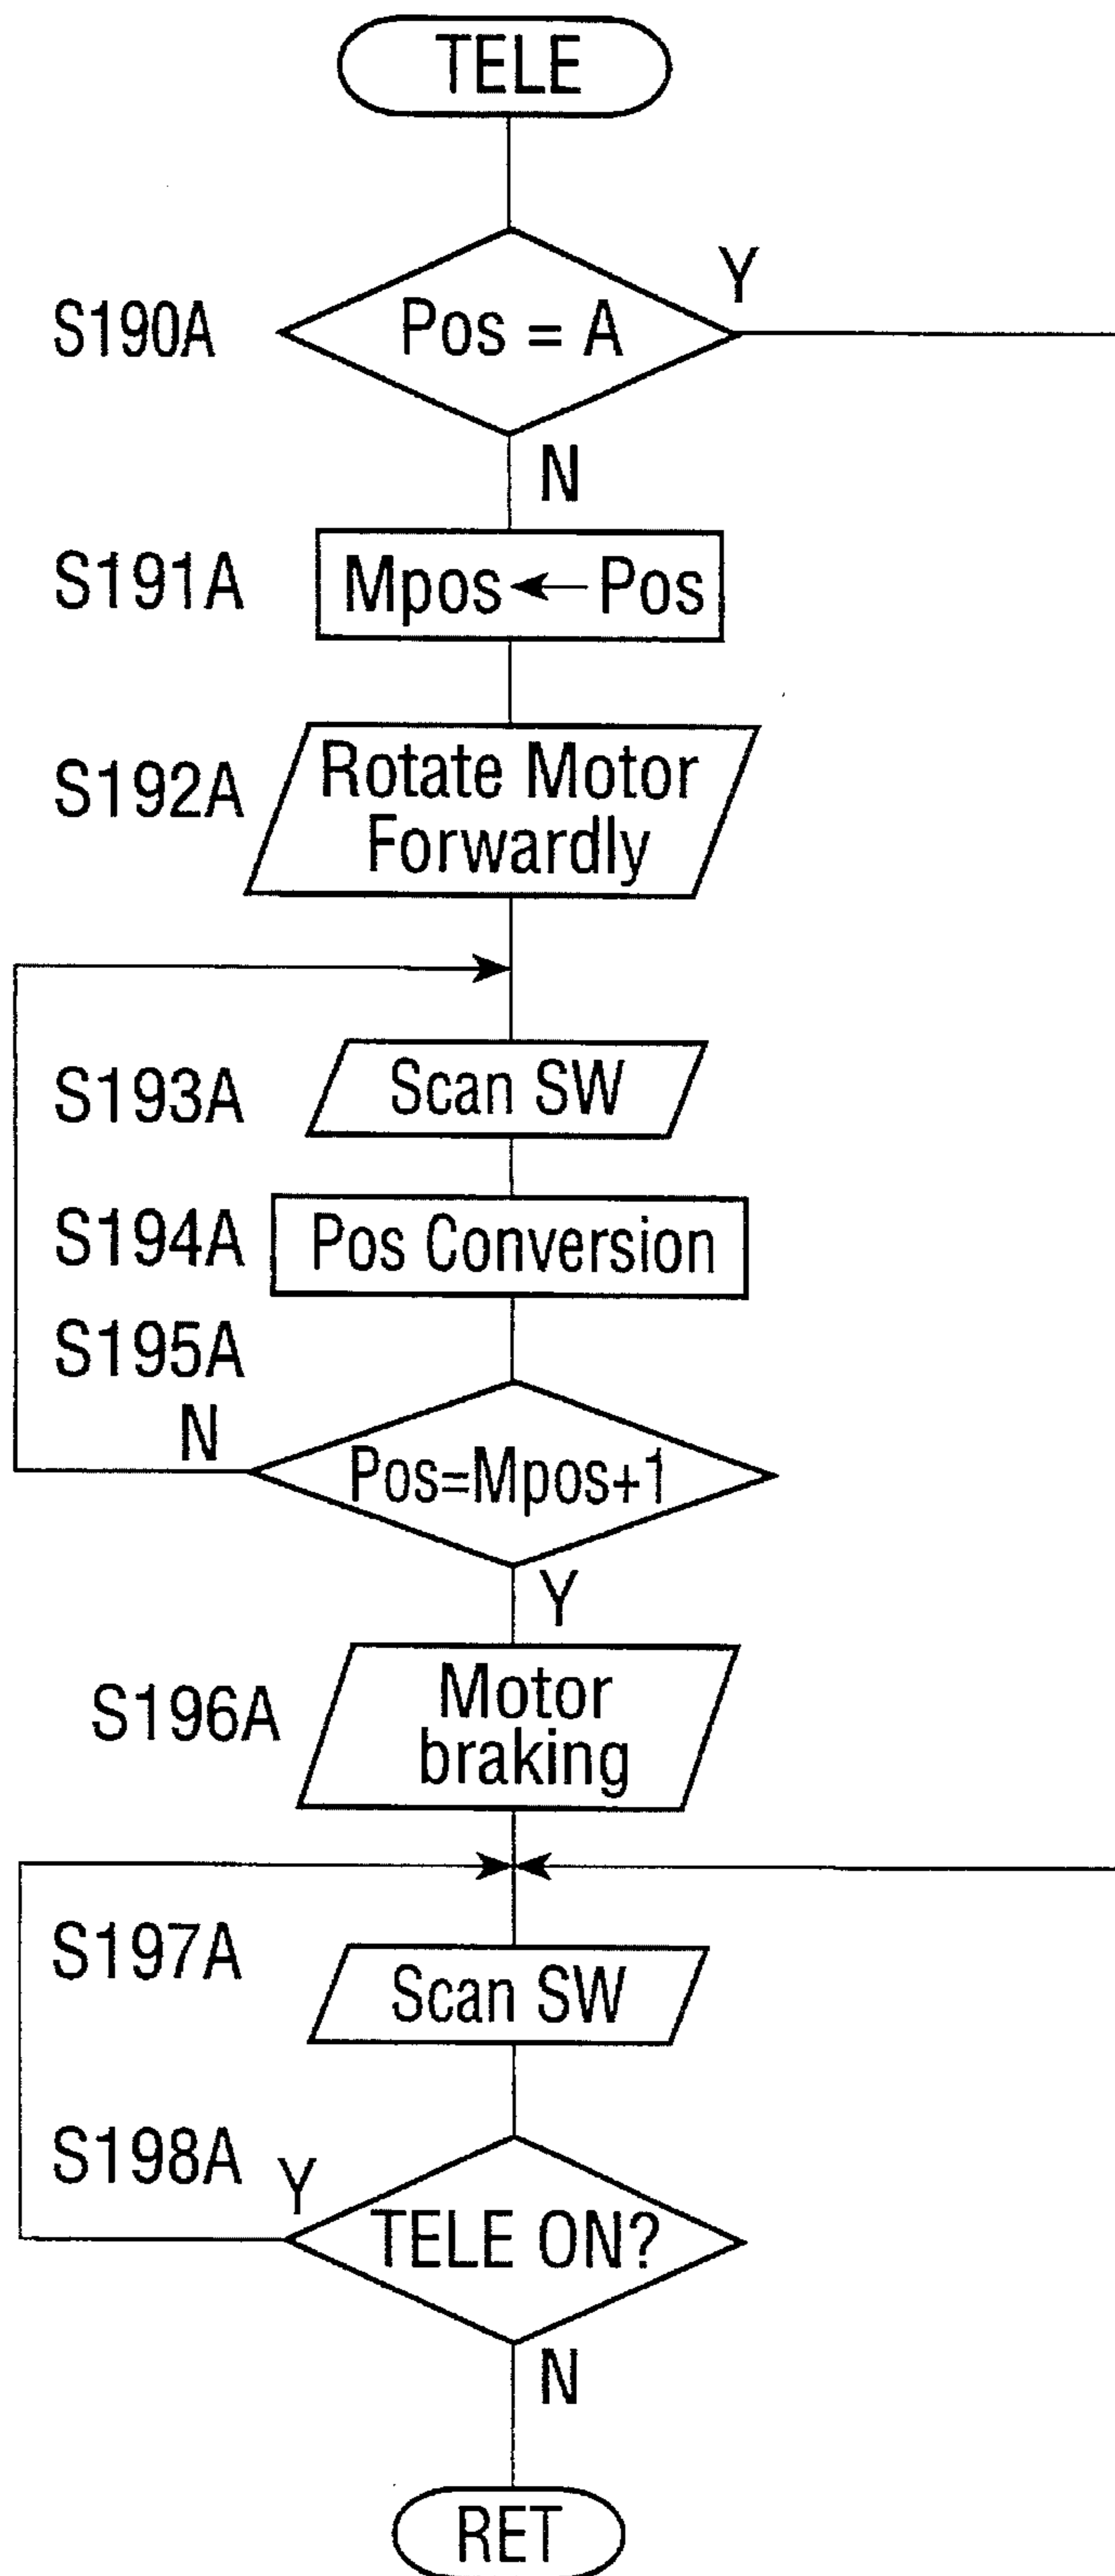 TELE
Y
S190A
Pos = A
N
S191A
Mpos ← Pos
S192A
Rotate Motor
Forwardly
S193A
Scan SW
S194A
Pos Conversion
S195A
N
Pos=Mpos+1
Y
S196A
Motor
braking
S197A
Scan SW
S198A
Y
TELE ON?
N
RET